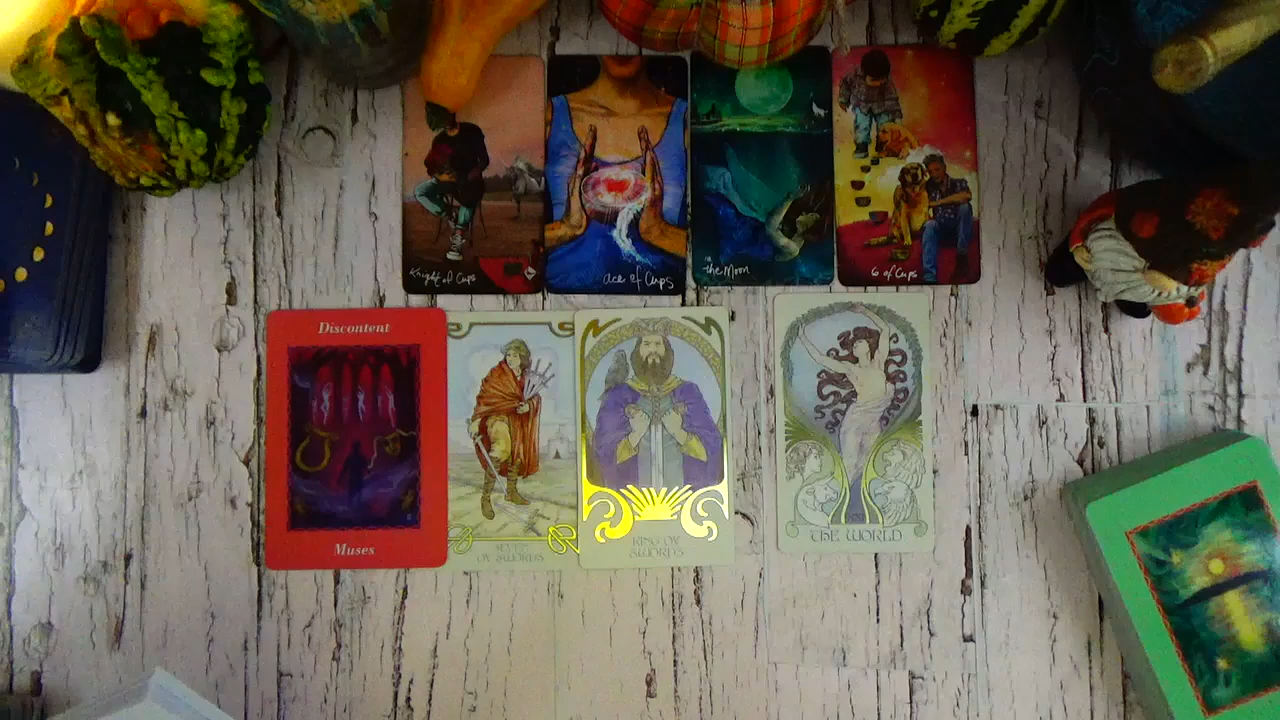 Knight of Cups
ace of Cups
the Moon
6 of Cups
Discontent
Muses
SEVEN
OF SWORDS
KING OF
SWORDS
THE WORLD